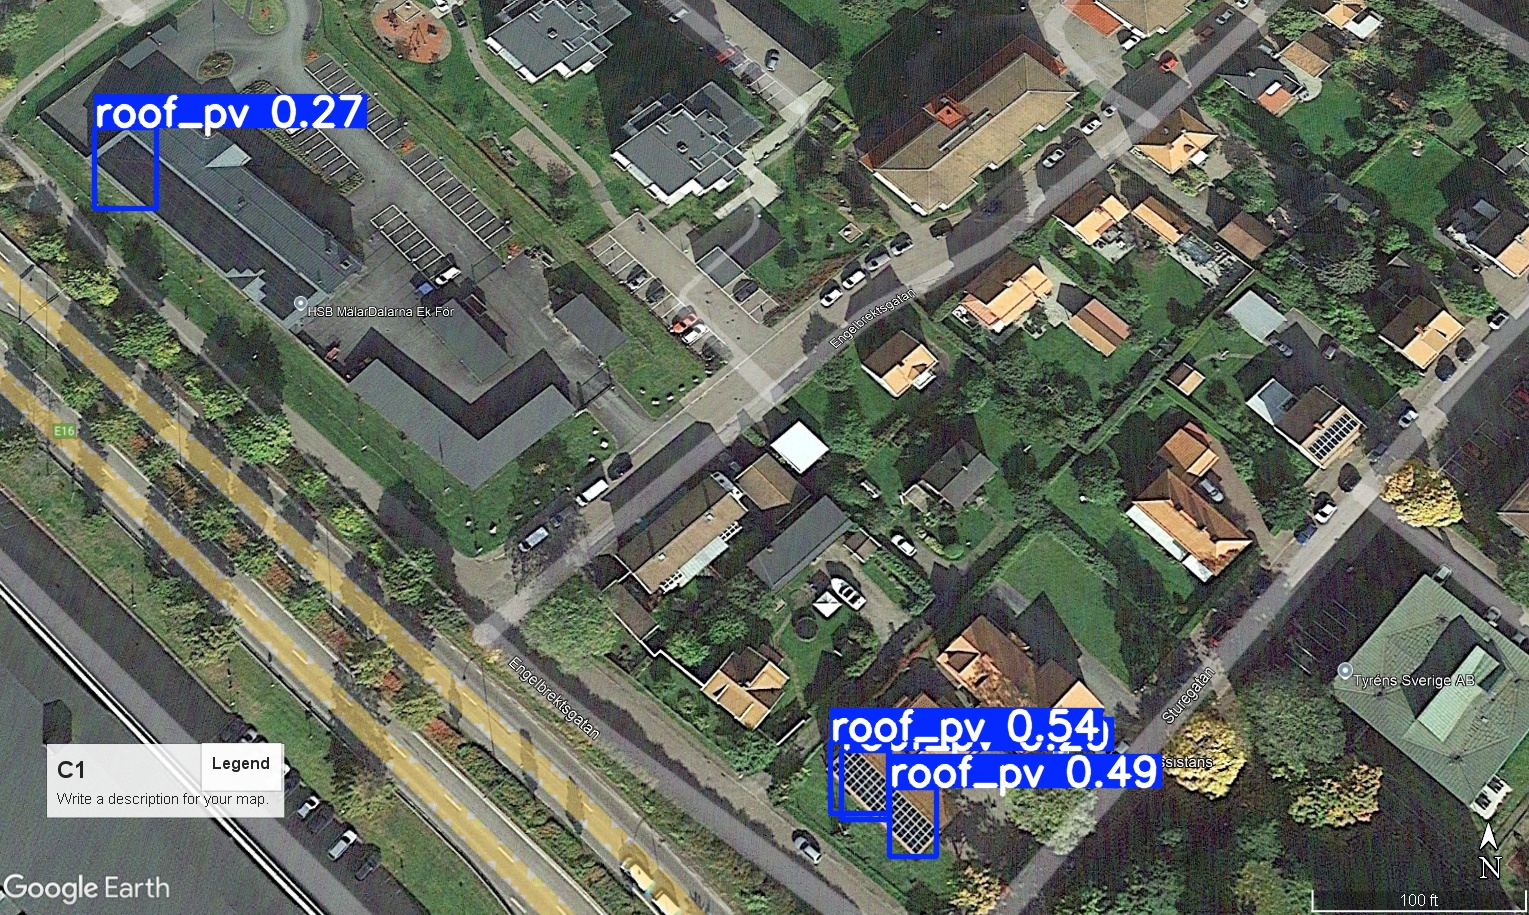 roof_pv 0.27
HSB MälarDalarna Ek För
Engelbrektsgatan
E16
Engelbrektsgatan
Sturegatan
Tyréns Sverige AB
roof_pv 0.54
roof_pv 0.49
ssistans
C1
Legend
Write a description for your map.
Google Earth
N
100 ft